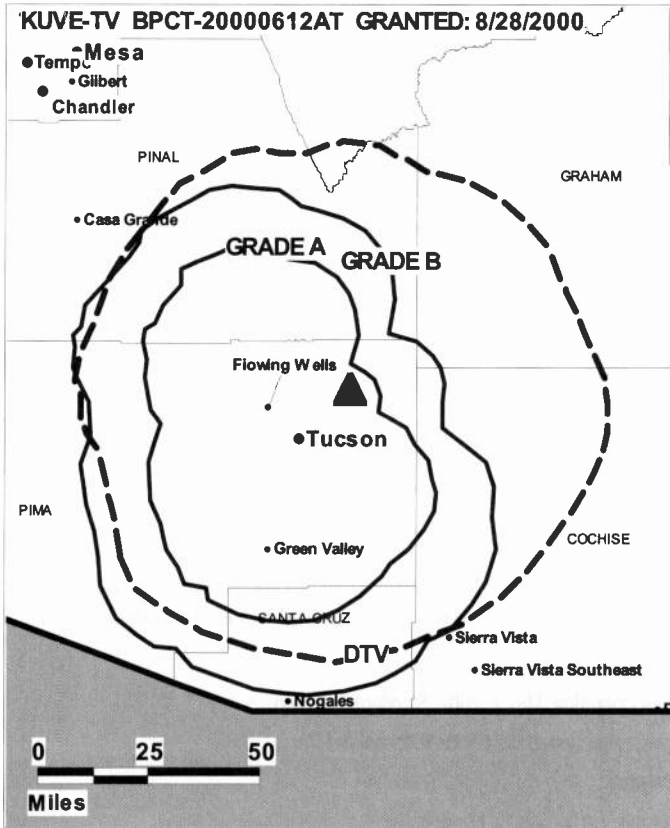 KUVE-TV BPCT-20000612AT GRANTED: 8/28/2000
Mesa
Tempe
Gilbert
Chandler
PINAL
GRAHAM
Casa Grande
GRADE A
GRADE B
Flowing Wells
Tucson
PIMA
COCHISE
Green Valley
SANTA CRUZ
Sierra Vista
DTV
Sierra Vista Southeast
Nogales
0 25 50
Miles